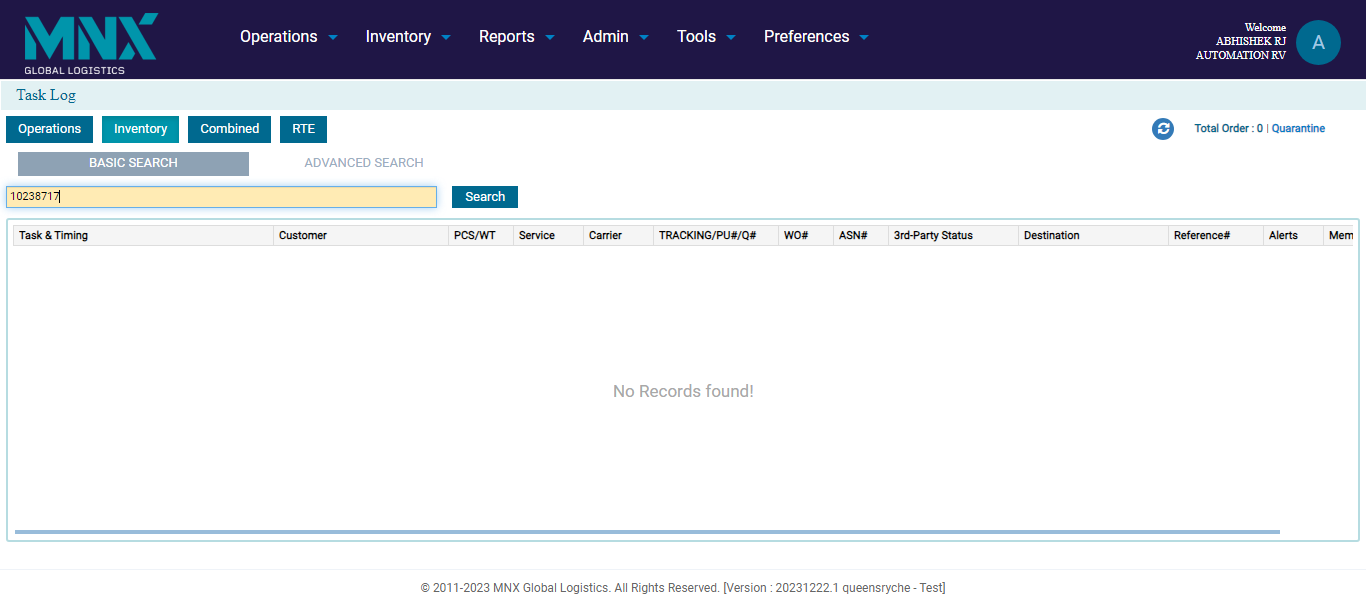 MNX
GLOBAL LOGISTICS
Operations Inventory Reports Admin Tools Preferences
Welcome
ABHISHEK RJ
AUTOMATION RV
A
Task Log
Operations Inventory Combined RTE
Total Order : 0 | Quarantine
BASIC SEARCH ADVANCED SEARCH
10238717 Search
Task & Timing Customer PCS/WT Service Carrier TRACKING/PU#/Q# WO# ASN# 3rd-Party Status Destination Reference# Alerts Mem
No Records found!
© 2011-2023 MNX Global Logistics. All Rights Reserved. [Version : 20231222.1 queensryche - Test]